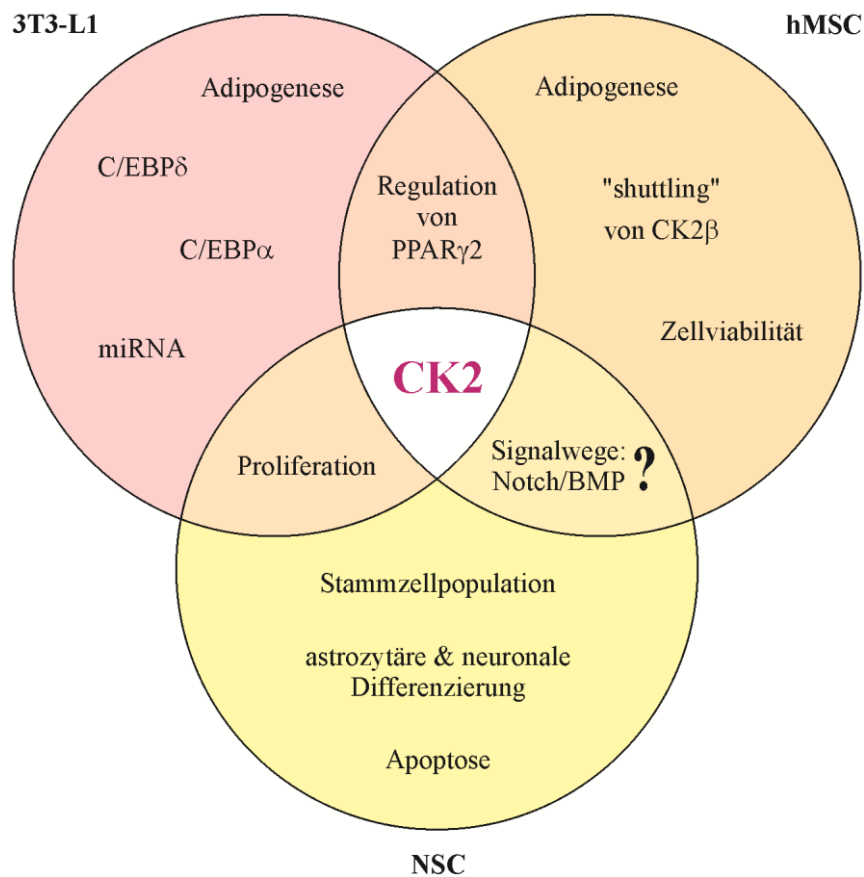 3T3-L1
hMSC
Adipogenese
Adipogenese
C/EBPδ
Regulation
von
PPARγ2
"shuttling"
von CK2β
C/EBPα
miRNA
Zellviabilität
CK2
Proliferation
Signalwege:
Notch/BMP ?
Stammzellpopulation
astrozytäre & neuronale
Differenzierung
Apoptose
NSC